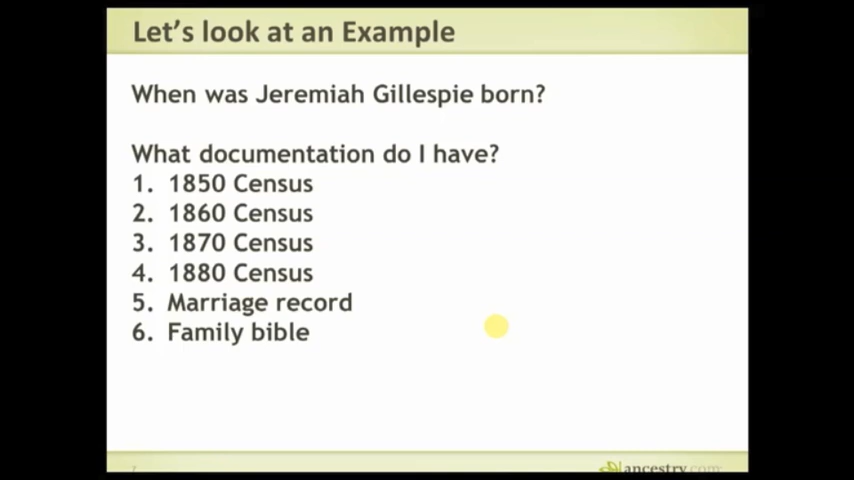 Let's look at an Example
When was Jeremiah Gillespie born?
What documentation do I have?
1. 1850 Census
2. 1860 Census
3. 1870 Census
4. 1880 Census
5. Marriage record
6. Family bible
ancestry.com